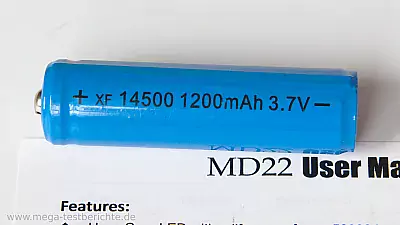 + XF 14500 1200mAh 3.7V −
MD22 User Ma
Features:
www.mega-testberichte.de